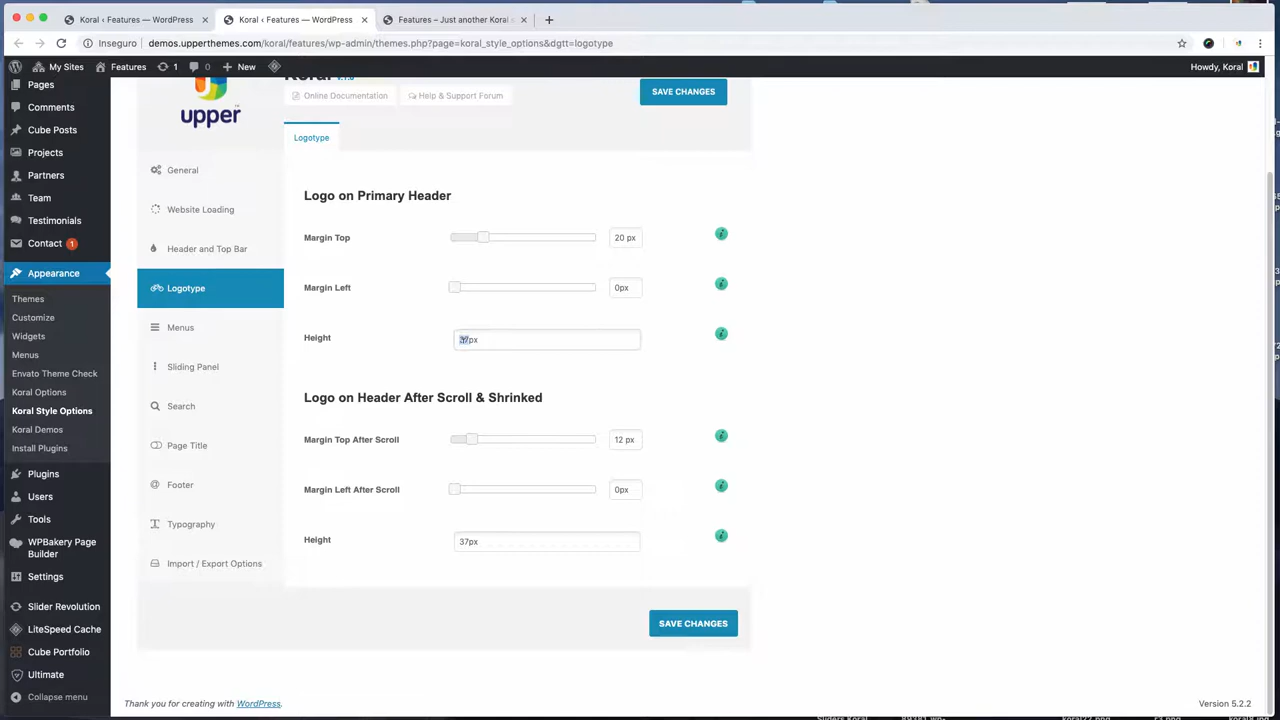 Koral ‹ Features — WordPress
Koral ‹ Features — WordPress
Features – Just another Koral s
Inseguro
demos.upperthemes.com/koral/features/wp-admin/themes.php?page=koral_style_options&dgtt=logotype
My Sites
Features
1
0
New
Howdy, Koral
Pages
Comments
Cube Posts
Projects
Partners
Team
Testimonials
Contact 1
Appearance
Themes
Customize
Widgets
Menus
Envato Theme Check
Koral Options
Koral Style Options
Koral Demos
Install Plugins
Plugins
Users
Tools
WPBakery Page
Builder
Settings
Slider Revolution
LiteSpeed Cache
Cube Portfolio
Ultimate
Collapse menu
upper
Koral
Online Documentation
Help & Support Forum
SAVE CHANGES
Logotype
General
Website Loading
Header and Top Bar
Logotype
Menus
Sliding Panel
Search
Page Title
Footer
Typography
Import / Export Options
Logo on Primary Header
Margin Top
20 px
Margin Left
0px
Height
Logo on Header After Scroll & Shrinked
Margin Top After Scroll
12 px
Margin Left After Scroll
0px
Height
37px
SAVE CHANGES
Thank you for creating with WordPress.
Version 5.2.2